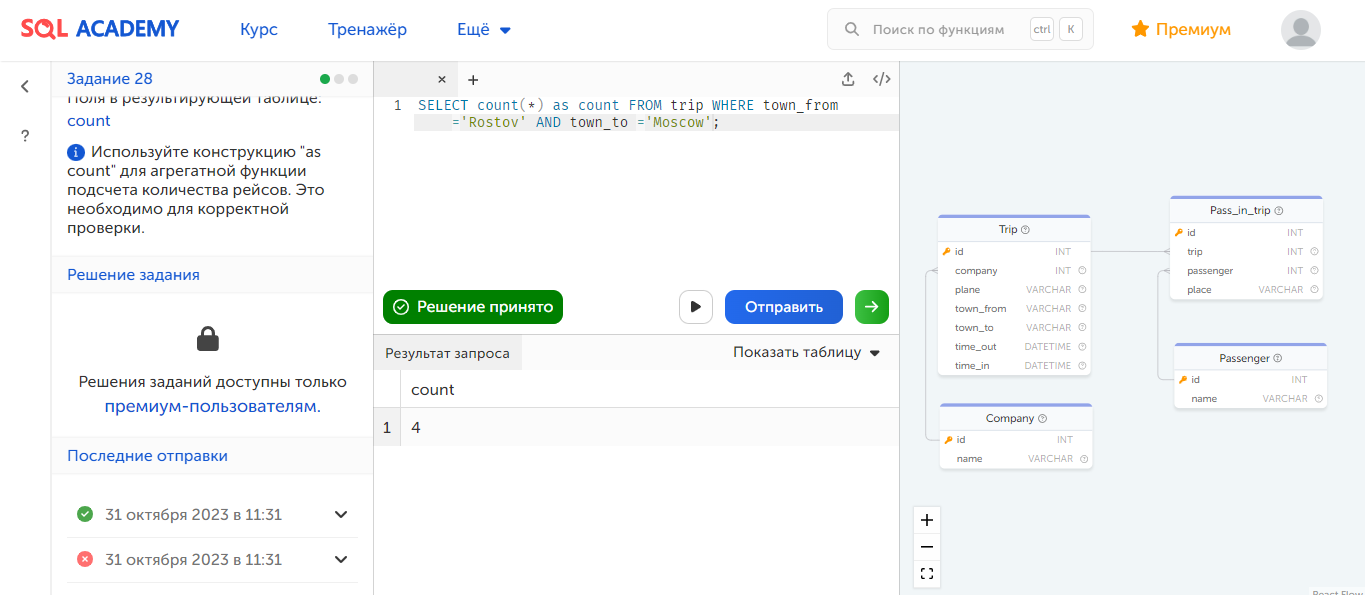 SQL ACADEMY
Курс
Тренажёр
Ещё
Поиск по функциям
ctrl
K
Премиум
Задание 28
Поля в результирующей таблице:
count
Используйте конструкцию "as
count" для агрегатной функции
подсчета количества рейсов. Это
необходимо для корректной
проверки.
Решение задания
Решения заданий доступны только
премиум-пользователям.
Последние отправки
31 октября 2023 в 11:31
31 октября 2023 в 11:31
1 SELECT count(*) as count FROM trip WHERE town_from
='Rostov' AND town_to ='Moscow';
Решение принято
Отправить
Результат запроса
Показать таблицу
count
1 4
Trip
id INT
company INT
plane VARCHAR
town_from VARCHAR
town_to VARCHAR
time_out DATETIME
time_in DATETIME
Company
id INT
name VARCHAR
Pass_in_trip
id INT
trip INT
passenger INT
place VARCHAR
Passenger
id INT
name VARCHAR
React Flow